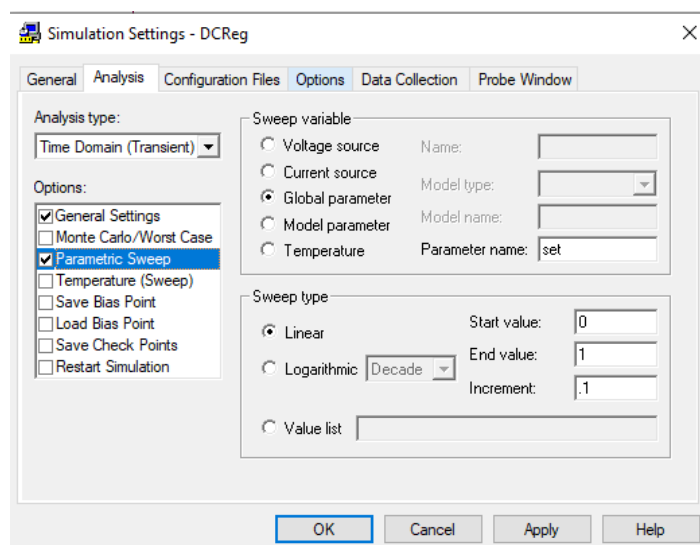 Simulation Settings - DCReg
General Analysis Configuration Files Options Data Collection Probe Window
Analysis type:
Time Domain (Transient)
Options:
General Settings
Monte Carlo/Worst Case
Parametric Sweep
Temperature (Sweep)
Save Bias Point
Load Bias Point
Save Check Points
Restart Simulation
Sweep variable
Voltage source
Current source
Global parameter
Model parameter
Temperature
Name:
Model type:
Model name:
Parameter name: set
Sweep type
Linear
Logarithmic Decade
Value list
Start value: 0
End value: 1
Increment: .1
OK Cancel Apply Help